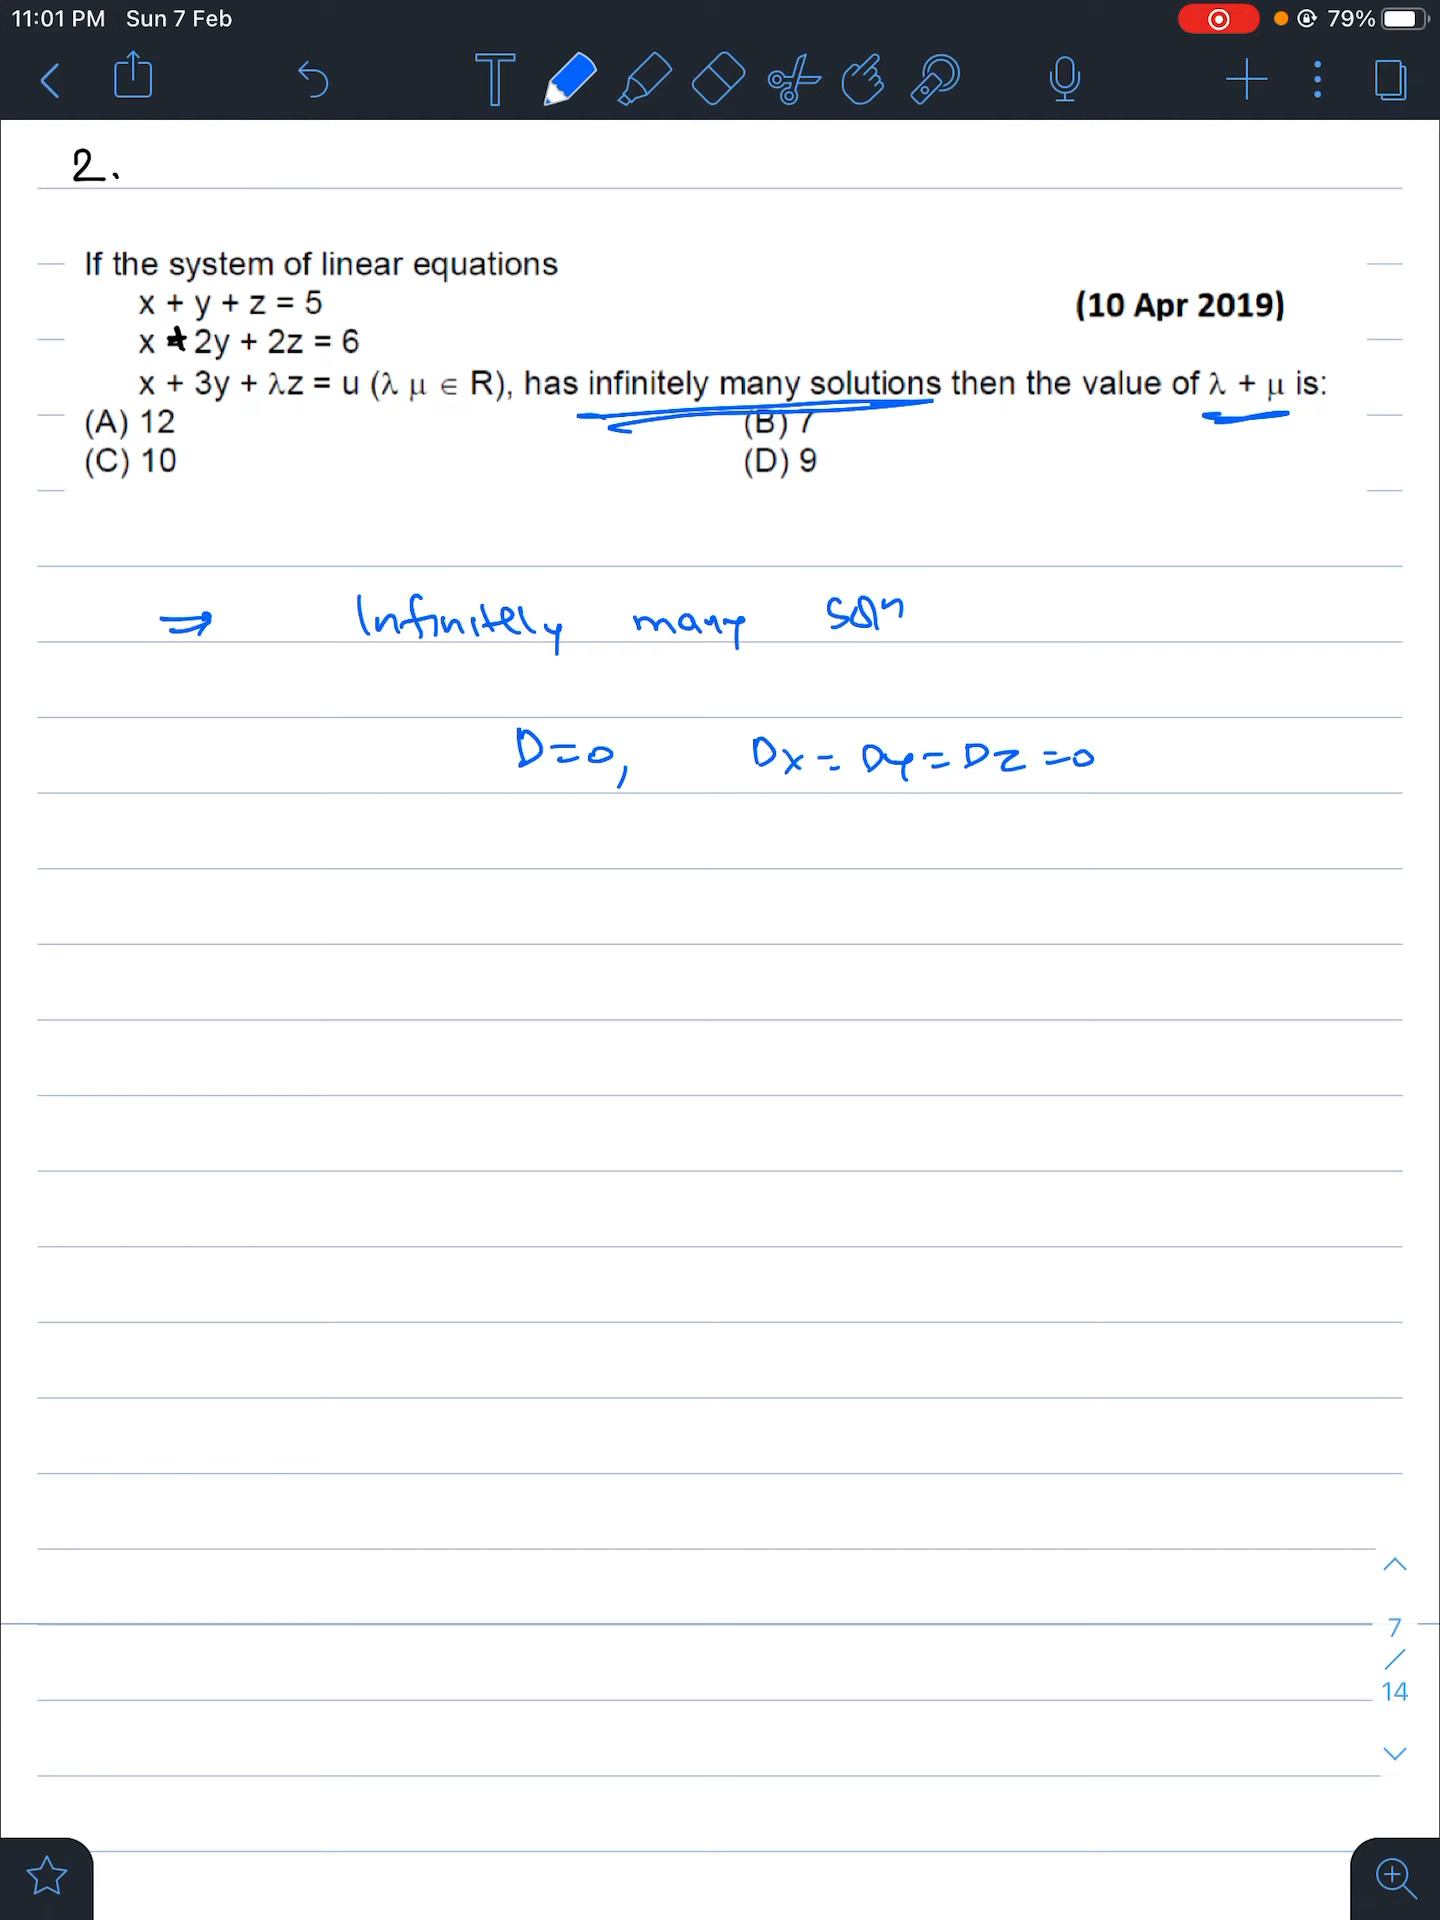 11:01 PM Sun 7 Feb 79%
T
2.
If the system of linear equations
x + y + z = 5
(10 Apr 2019)
x + 2y + 2z = 6
x + 3y + λz = u (λ μ ∈ R), has infinitely many solutions then the value of λ + μ is:
(A) 12 (B) 7
(C) 10 (D) 9
⇒ Infinitely many solⁿ
D=0, Dx = Dy = Dz =0
7
/
14